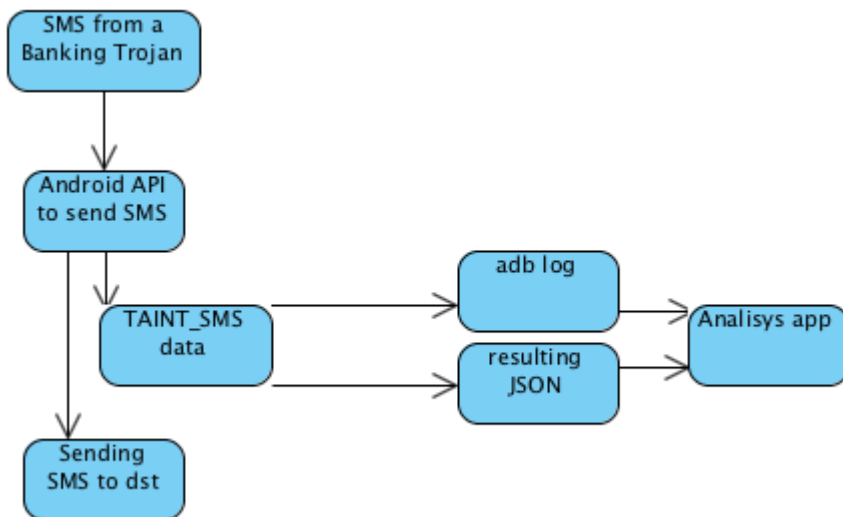 SMS from a
Banking Trojan
Android API
to send SMS
TAINT_SMS
data
adb log
resulting
JSON
Analisys app
Sending
SMS to dst